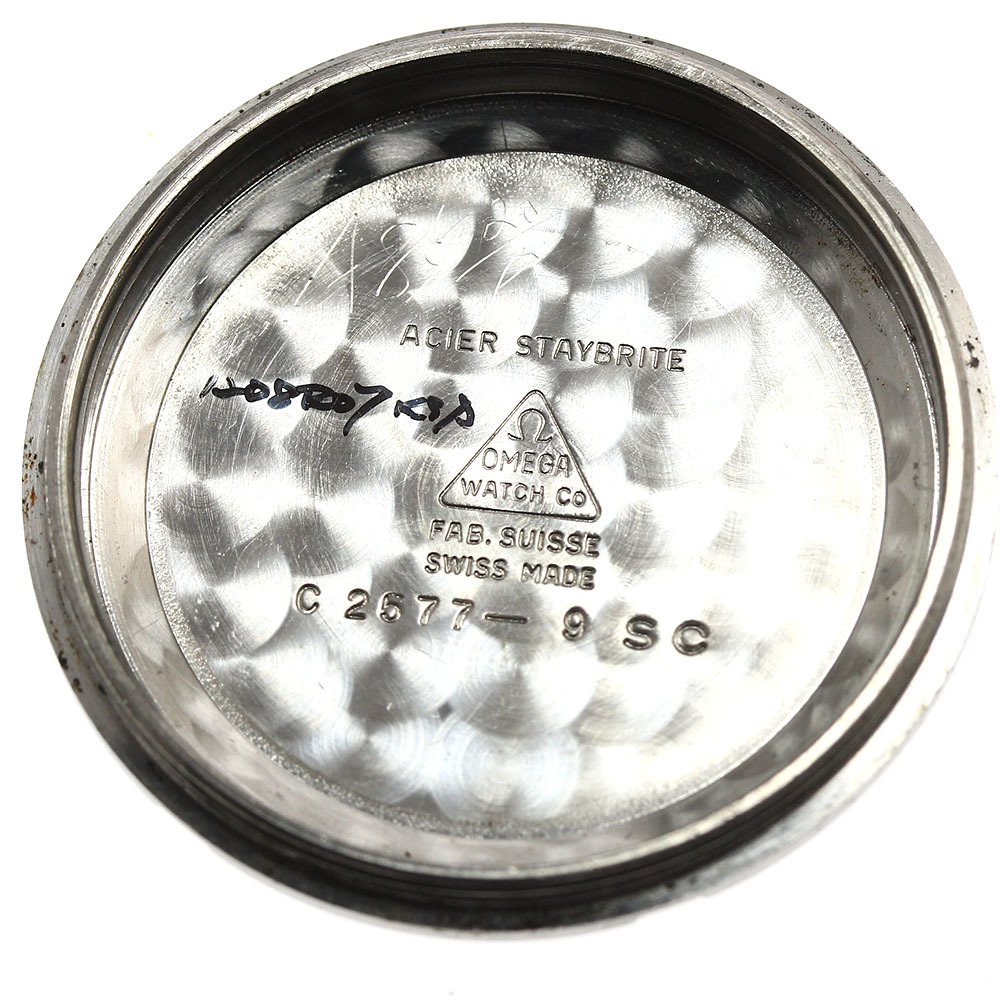 ACIER STAYBRITE
Ω
OMEGA
WATCH Co
FAB. SUISSE
SWISS MADE
C 2577—9 SC